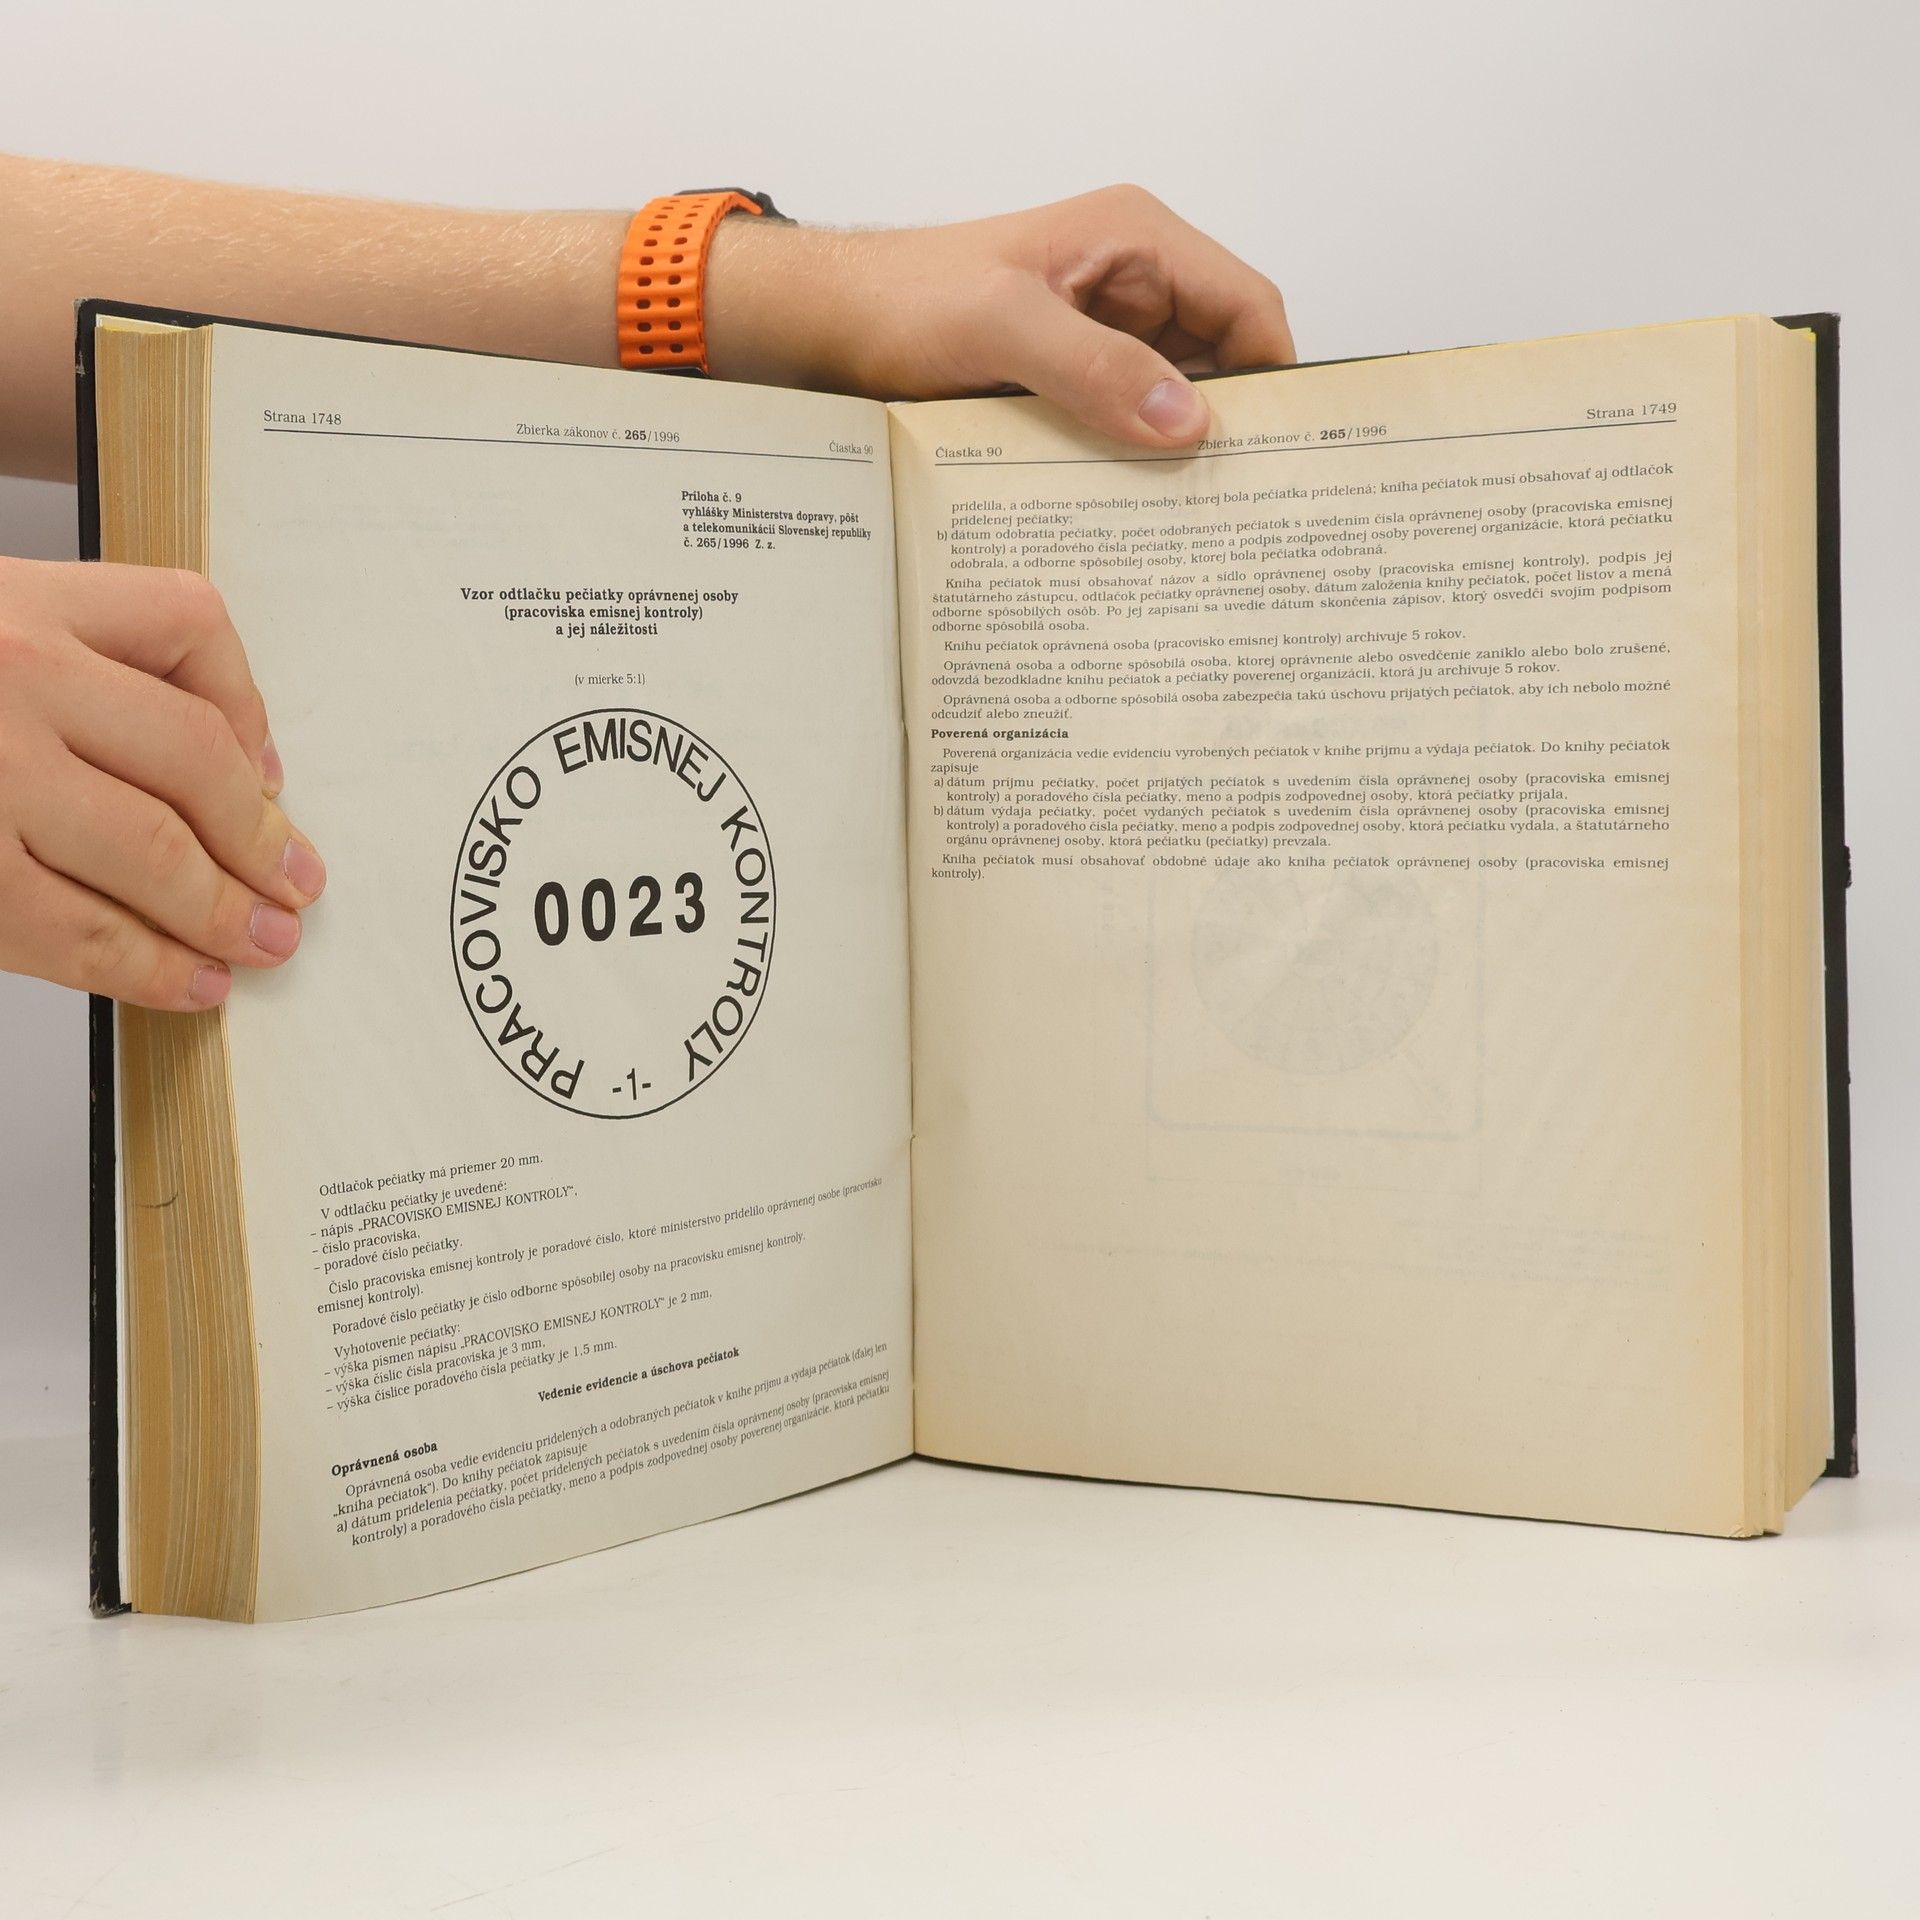 Strana 1748
Zbierka zákonov č. 265/1996
Čiastka 90
Príloha č. 9
vyhlášky Ministerstva dopravy, pôšt
a telekomunikácií Slovenskej republiky
č. 265/1996 Z. z.
Vzor odtlačku pečiatky oprávnenej osoby
(pracoviska emisnej kontroly)
a jej náležitosti
(v mierke 5:1)
PRACOVISKO EMISNEJ KONTROLY
0023
-1-
Odtlačok pečiatky má priemer 20 mm.
V odtlačku pečiatky je uvedené:
– nápis „PRACOVISKO EMISNEJ KONTROLY“,
– číslo pracoviska,
– poradové číslo pečiatky.
Číslo pracoviska emisnej kontroly je poradové číslo, ktoré ministerstvo pridelilo oprávnenej osobe (pracovisku
emisnej kontroly).
Poradové číslo pečiatky je číslo odborne spôsobilej osoby na pracovisku emisnej kontroly.
Vyhotovenie pečiatky:
– výška písmen nápisu „PRACOVISKO EMISNEJ KONTROLY“ je 2 mm,
– výška číslic čísla pracoviska je 3 mm,
– výška číslice poradového čísla pečiatky je 1,5 mm.
Vedenie evidencie a úschova pečiatok
Oprávnená osoba
Oprávnená osoba vedie evidenciu pridelených a odobraných pečiatok v knihe príjmu a výdaja pečiatok (ďalej len
„kniha pečiatok“). Do knihy pečiatok zapisuje
a) dátum pridelenia pečiatky, počet pridelených pečiatok s uvedením čísla oprávnenej osoby (pracoviska emisnej
kontroly) a poradového čísla pečiatky, meno a podpis zodpovednej osoby poverenej organizácie, ktorá pečiatku
Čiastka 90
Zbierka zákonov č. 265/1996
Strana 1749
pridelila, a odborne spôsobilej osoby, ktorej bola pečiatka pridelená; kniha pečiatok musí obsahovať aj odtlačok
pridelenej pečiatky;
b) dátum odobratia pečiatky, počet odobraných pečiatok s uvedením čísla oprávnenej osoby (pracoviska emisnej
kontroly) a poradového čísla pečiatky, meno a podpis zodpovednej osoby poverenej organizácie, ktorá pečiatku
odobrala, a odborne spôsobilej osoby, ktorej bola pečiatka odobraná.
Kniha pečiatok musí obsahovať názov a sídlo oprávnenej osoby (pracoviska emisnej kontroly), podpis jej
štatutárneho zástupcu, odtlačok pečiatky oprávnenej osoby, dátum založenia knihy pečiatok, počet listov a mená
odborne spôsobilých osôb. Po jej zapísaní sa uvedie dátum skončenia zápisov, ktorý osvedčí svojím podpisom
odborne spôsobilá osoba.
Knihu pečiatok oprávnená osoba (pracovisko emisnej kontroly) archivuje 5 rokov.
Oprávnená osoba a odborne spôsobilá osoba, ktorej oprávnenie alebo osvedčenie zaniklo alebo bolo zrušené,
odovzdá bezodkladne knihu pečiatok a pečiatky poverenej organizácii, ktorá ju archivuje 5 rokov.
Oprávnená osoba a odborne spôsobilá osoba zabezpečia takú úschovu prijatých pečiatok, aby ich nebolo možné
odcudziť alebo zneužiť.
Poverená organizácia
Poverená organizácia vedie evidenciu vyrobených pečiatok v knihe príjmu a výdaja pečiatok. Do knihy pečiatok
zapisuje
a) dátum príjmu pečiatky, počet prijatých pečiatok s uvedením čísla oprávnenej osoby (pracoviska emisnej
kontroly) a poradového čísla pečiatky, meno a podpis zodpovednej osoby, ktorá pečiatky prijala,
b) dátum výdaja pečiatky, počet vydaných pečiatok s uvedením čísla oprávnenej osoby (pracoviska emisnej
kontroly) a poradového čísla pečiatky, meno a podpis zodpovednej osoby, ktorá pečiatku vydala, a štatutárneho
orgánu oprávnenej osoby, ktorá pečiatku (pečiatky) prevzala.
Kniha pečiatok musí obsahovať obdobné údaje ako kniha pečiatok oprávnenej osoby (pracoviska emisnej
kontroly).